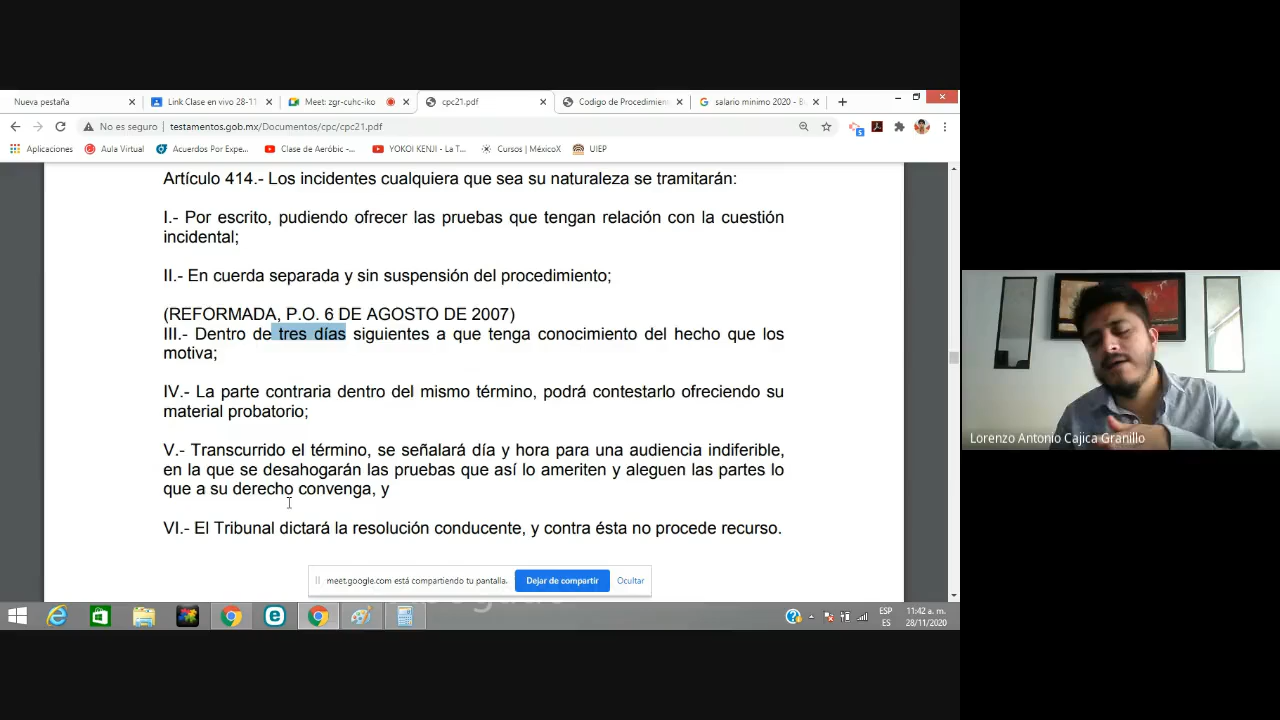 Nueva pestaña
Link Clase en vivo 28-11
Meet: zgr-cuhc-iko
cpc21.pdf
Codigo de Procedimien
salario minimo 2020 - B
No es seguro
testamentos.gob.mx/Documentos/cpc/cpc21.pdf
Aplicaciones
Aula Virtual
Acuerdos Por Expe...
Clase de Aeróbic -...
YOKOI KENJI - La T...
Cursos | MéxicoX
UIEP
Artículo 414.- Los incidentes cualquiera que sea su naturaleza se tramitarán:
I.- Por escrito, pudiendo ofrecer las pruebas que tengan relación con la cuestión
incidental;
II.- En cuerda separada y sin suspensión del procedimiento;
(REFORMADA, P.O. 6 DE AGOSTO DE 2007)
III.- Dentro de tres días siguientes a que tenga conocimiento del hecho que los
motiva;
IV.- La parte contraria dentro del mismo término, podrá contestarlo ofreciendo su
material probatorio;
V.- Transcurrido el término, se señalará día y hora para una audiencia indiferible,
en la que se desahogarán las pruebas que así lo ameriten y aleguen las partes lo
que a su derecho convenga, y
VI.- El Tribunal dictará la resolución conducente, y contra ésta no procede recurso.
meet.google.com está compartiendo tu pantalla.
Dejar de compartir
Ocultar
ESP
ES
11:42 a. m.
28/11/2020
Lorenzo Antonio Cajica Granillo